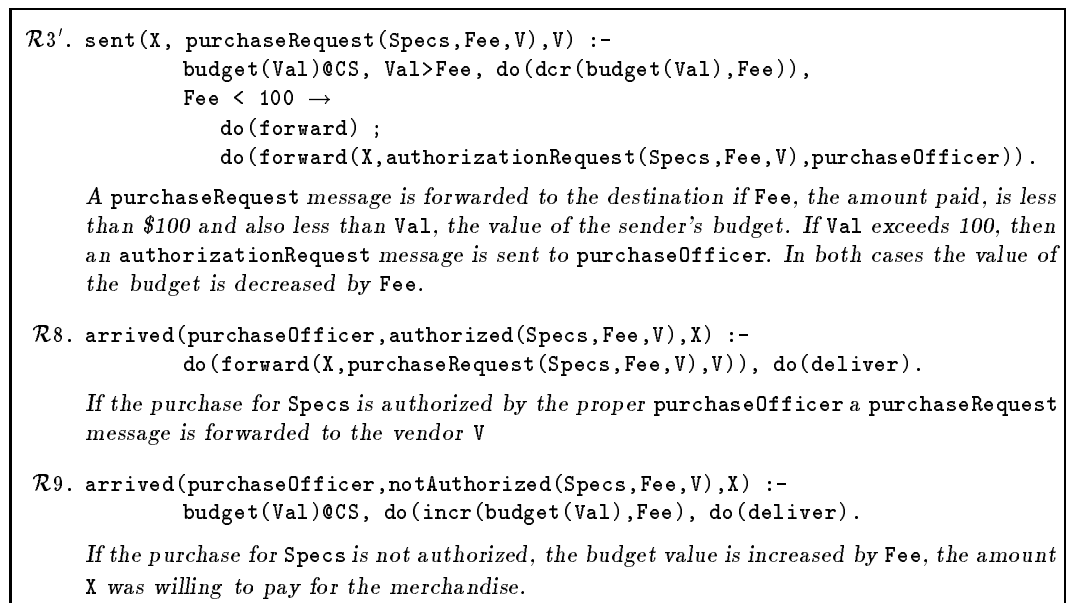 R3′. sent(X, purchaseRequest(Specs,Fee,V),V) :-
budget(Val)@CS, Val>Fee, do(dcr(budget(Val),Fee)),
Fee < 100 →
do(forward) ;
do(forward(X,authorizationRequest(Specs,Fee,V),purchaseOfficer)).
A purchaseRequest message is forwarded to the destination if Fee, the amount paid, is less
than $100 and also less than Val, the value of the sender's budget. If Val exceeds 100, then
an authorizationRequest message is sent to purchaseOfficer. In both cases the value of
the budget is decreased by Fee.
R8. arrived(purchaseOfficer,authorized(Specs,Fee,V),X) :-
do(forward(X,purchaseRequest(Specs,Fee,V),V)), do(deliver).
If the purchase for Specs is authorized by the proper purchaseOfficer a purchaseRequest
message is forwarded to the vendor V
R9. arrived(purchaseOfficer,notAuthorized(Specs,Fee,V),X) :-
budget(Val)@CS, do(incr(budget(Val),Fee), do(deliver).
If the purchase for Specs is not authorized, the budget value is increased by Fee, the amount
X was willing to pay for the merchandise.